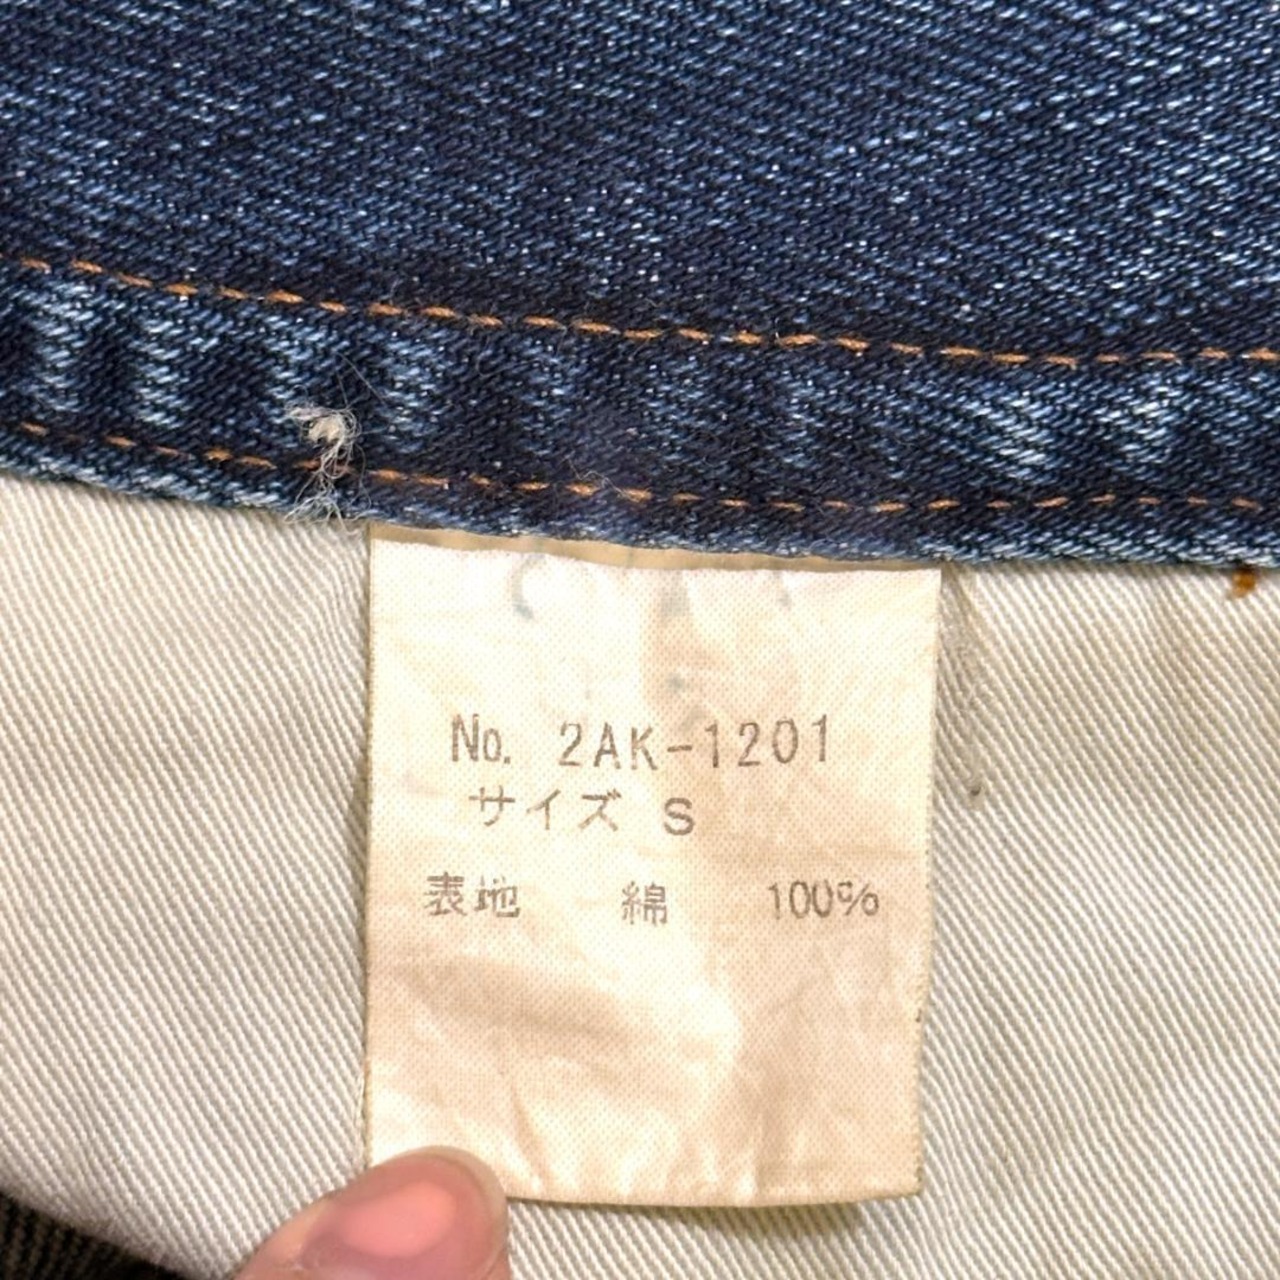 No. 2AK-1201
サイズ S
表地 綿 100%